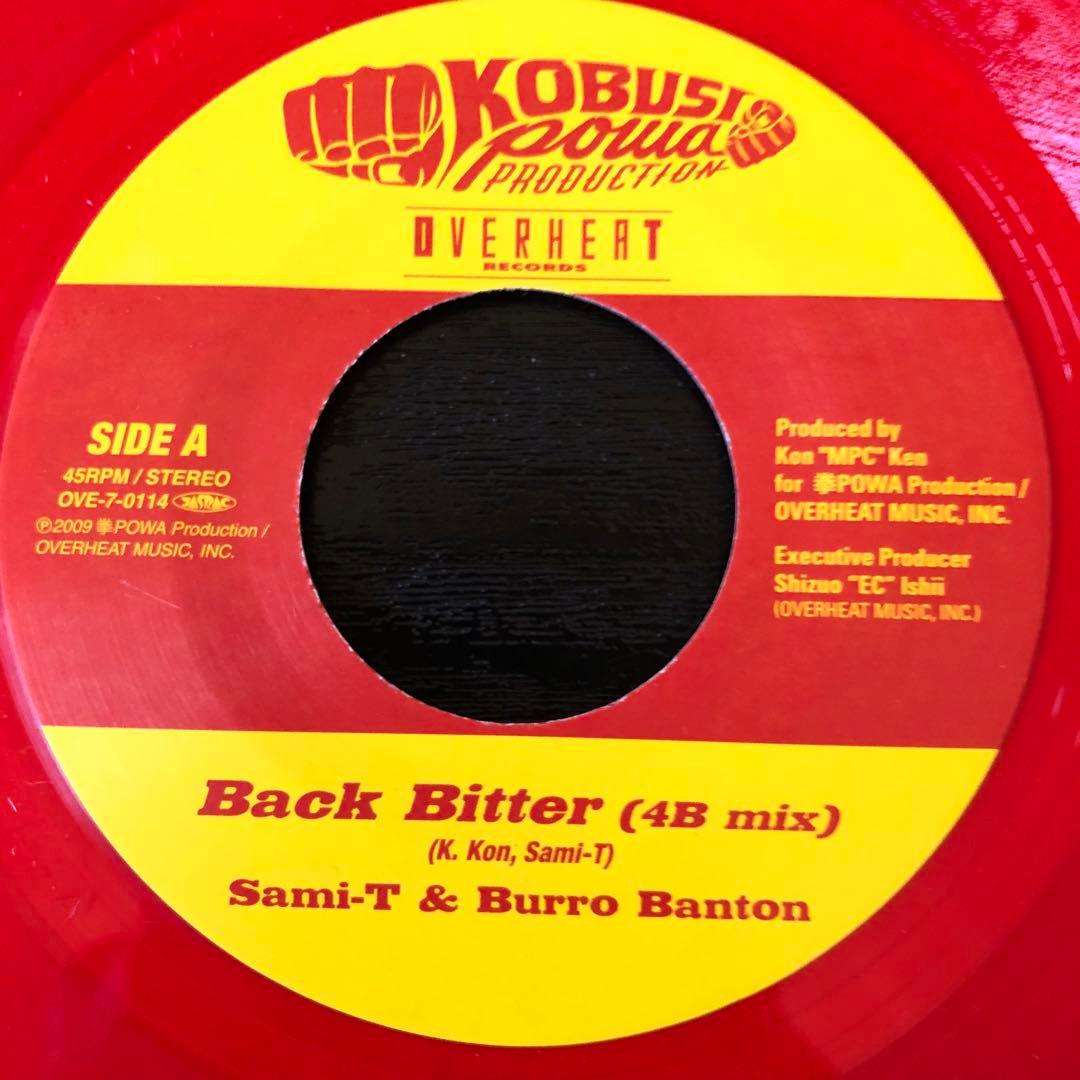 KOBUSI
POWA
PRODUCTION
OVERHEAT
RECORDS
SIDE A
45RPM / STEREO
OVE-7-0114 JASRAC
℗2009 拳POWA Production /
OVERHEAT MUSIC, INC.
Produced by
Kon "MPC" Ken
for 拳POWA Production /
OVERHEAT MUSIC, INC.
Executive Producer
Shizuo "EC" Ishii
(OVERHEAT MUSIC, INC.)
Back Bitter (4B mix)
(K. Kon, Sami-T)
Sami-T & Burro Banton